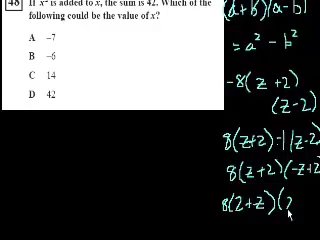 48 If x² is added to x, the sum is 42. Which of the
following could be the value of x?
A –7
B –6
C 14
D 42
(a+b)(a-b)
= a² - b²
-8(z+2)
(z-2)
8(z+2)·-1(z-2)
8(z+2)(-z+2
8(2+z)(2